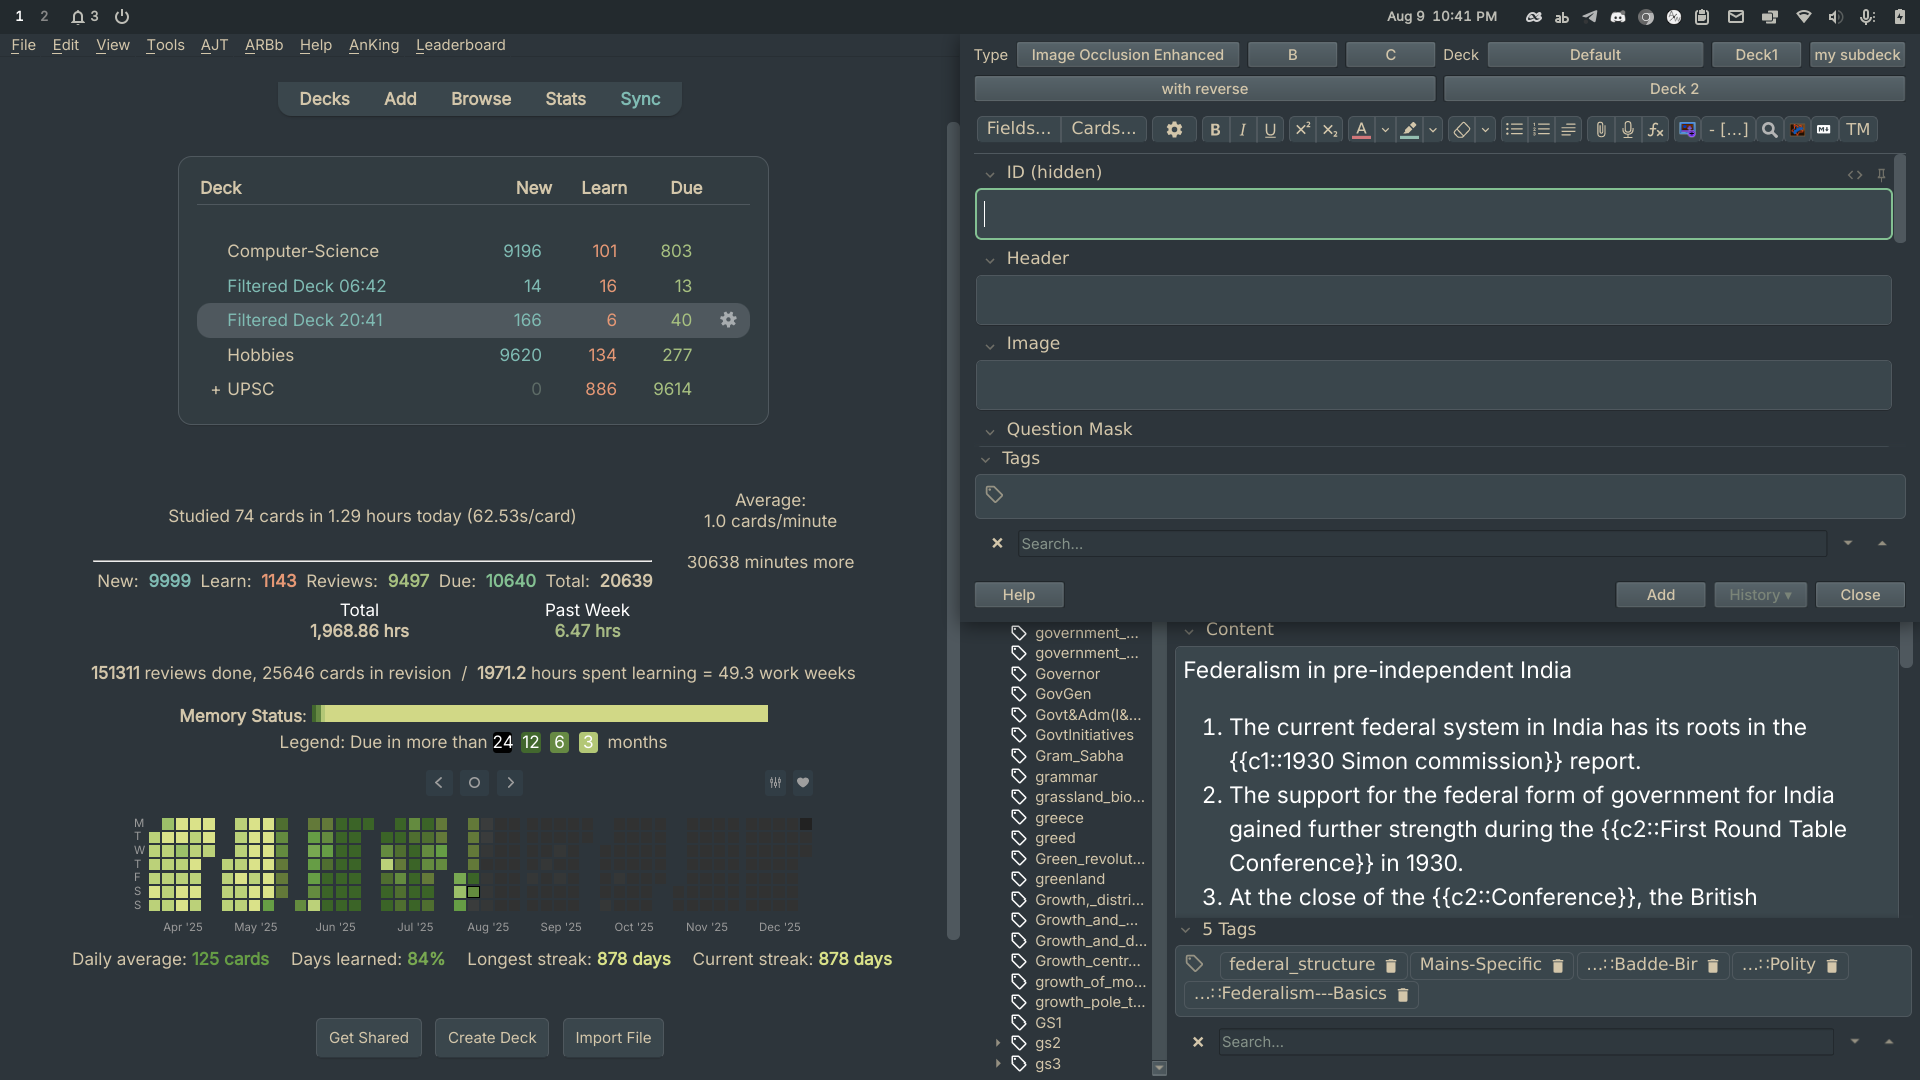 1 2 3 Aug 9 10:41 PM ab
File Edit View Tools AJT ARBb Help AnKing Leaderboard
Decks Add Browse Stats Sync
Deck New Learn Due
Computer-Science 9196 101 803
Filtered Deck 06:42 14 16 13
Filtered Deck 20:41 166 6 40
Hobbies 9620 134 277
+ UPSC 0 886 9614
Studied 74 cards in 1.29 hours today (62.53s/card)
Average:
1.0 cards/minute
30638 minutes more
New: 9999 Learn: 1143 Reviews: 9497 Due: 10640 Total: 20639
Total Past Week
1,968.86 hrs 6.47 hrs
151311 reviews done, 25646 cards in revision / 1971.2 hours spent learning = 49.3 work weeks
Memory Status:
Legend: Due in more than 24 12 6 3 months
M
T
W
T
F
S
S
Apr '25 May '25 Jun '25 Jul '25 Aug '25 Sep '25 Oct '25 Nov '25 Dec '25
Daily average: 125 cards Days learned: 84% Longest streak: 878 days Current streak: 878 days
Get Shared Create Deck Import File
Type Image Occlusion Enhanced B C Deck Default Deck1 my subdeck
with reverse Deck 2
Fields... Cards... B I U X² X₂ A fx - [...] TM
ID (hidden)
Header
Image
Question Mask
Tags
Search...
Help Add History ▾ Close
government_...
government_...
Governor
GovGen
Govt&Adm(I&...
GovtInitiatives
Gram_Sabha
grammar
grassland_bio...
greece
greed
Green_revolut...
greenland
Growth,_distri...
Growth_and_...
Growth_and_d...
Growth_centr...
growth_of_mo...
growth_pole_t...
GS1
gs2
gs3
Content
Federalism in pre-independent India
1. The current federal system in India has its roots in the
{{c1::1930 Simon commission}} report.
2. The support for the federal form of government for India
gained further strength during the {{c2::First Round Table
Conference}} in 1930.
3. At the close of the {{c2::Conference}}, the British
5 Tags
federal_structure Mains-Specific ...::Badde-Bir ...::Polity
...::Federalism---Basics
Search...